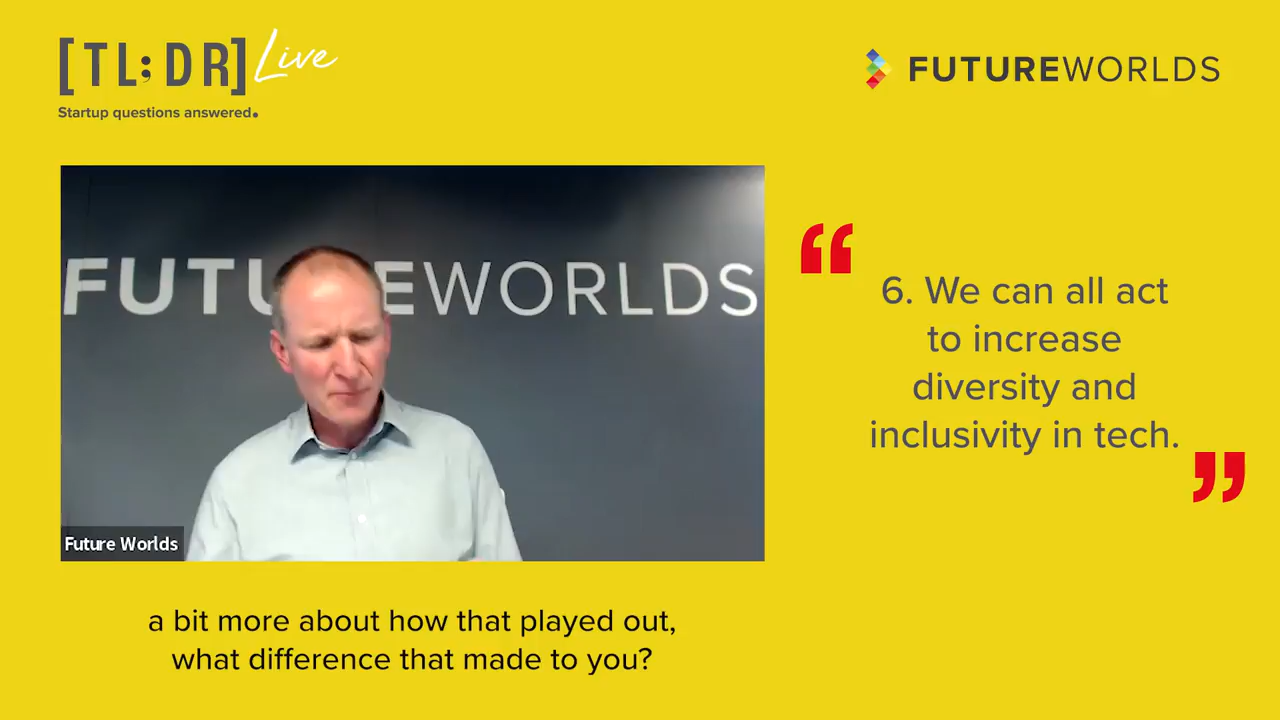 [TL;DR] Live
Startup questions answered.
FUTUREWORLDS
FUTUREWORLDS
“
6. We can all act
to increase
diversity and
inclusivity in tech.
”
Future Worlds
a bit more about how that played out,
what difference that made to you?